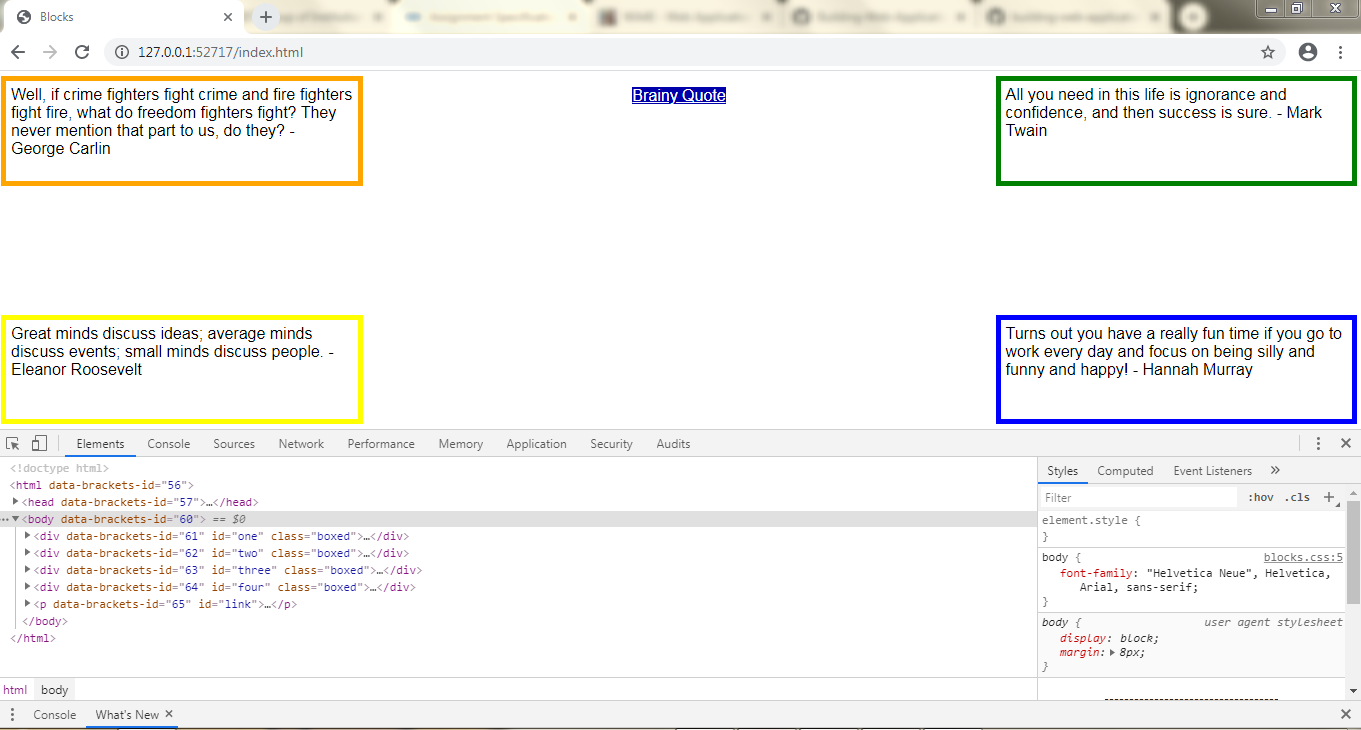 Blocks
127.0.0.1:52717/index.html
Well, if crime fighters fight crime and fire fighters
fight fire, what do freedom fighters fight? They
never mention that part to us, do they? -
George Carlin
Brainy Quote
All you need in this life is ignorance and
confidence, and then success is sure. - Mark
Twain
Great minds discuss ideas; average minds
discuss events; small minds discuss people. -
Eleanor Roosevelt
Turns out you have a really fun time if you go to
work every day and focus on being silly and
funny and happy! - Hannah Murray
Elements Console Sources Network Performance Memory Application Security Audits
<!doctype html>
<html data-brackets-id="56">
<head data-brackets-id="57">…</head>
<body data-brackets-id="60"> == $0
<div data-brackets-id="61" id="one" class="boxed">…</div>
<div data-brackets-id="62" id="two" class="boxed">…</div>
<div data-brackets-id="63" id="three" class="boxed">…</div>
<div data-brackets-id="64" id="four" class="boxed">…</div>
<p data-brackets-id="65" id="link">…</p>
</body>
</html>
html body
Styles Computed Event Listeners »
Filter :hov .cls +
element.style {
}
body { blocks.css:5
font-family: "Helvetica Neue", Helvetica,
Arial, sans-serif;
}
body { user agent stylesheet
display: block;
margin: 8px;
}
Console What's New